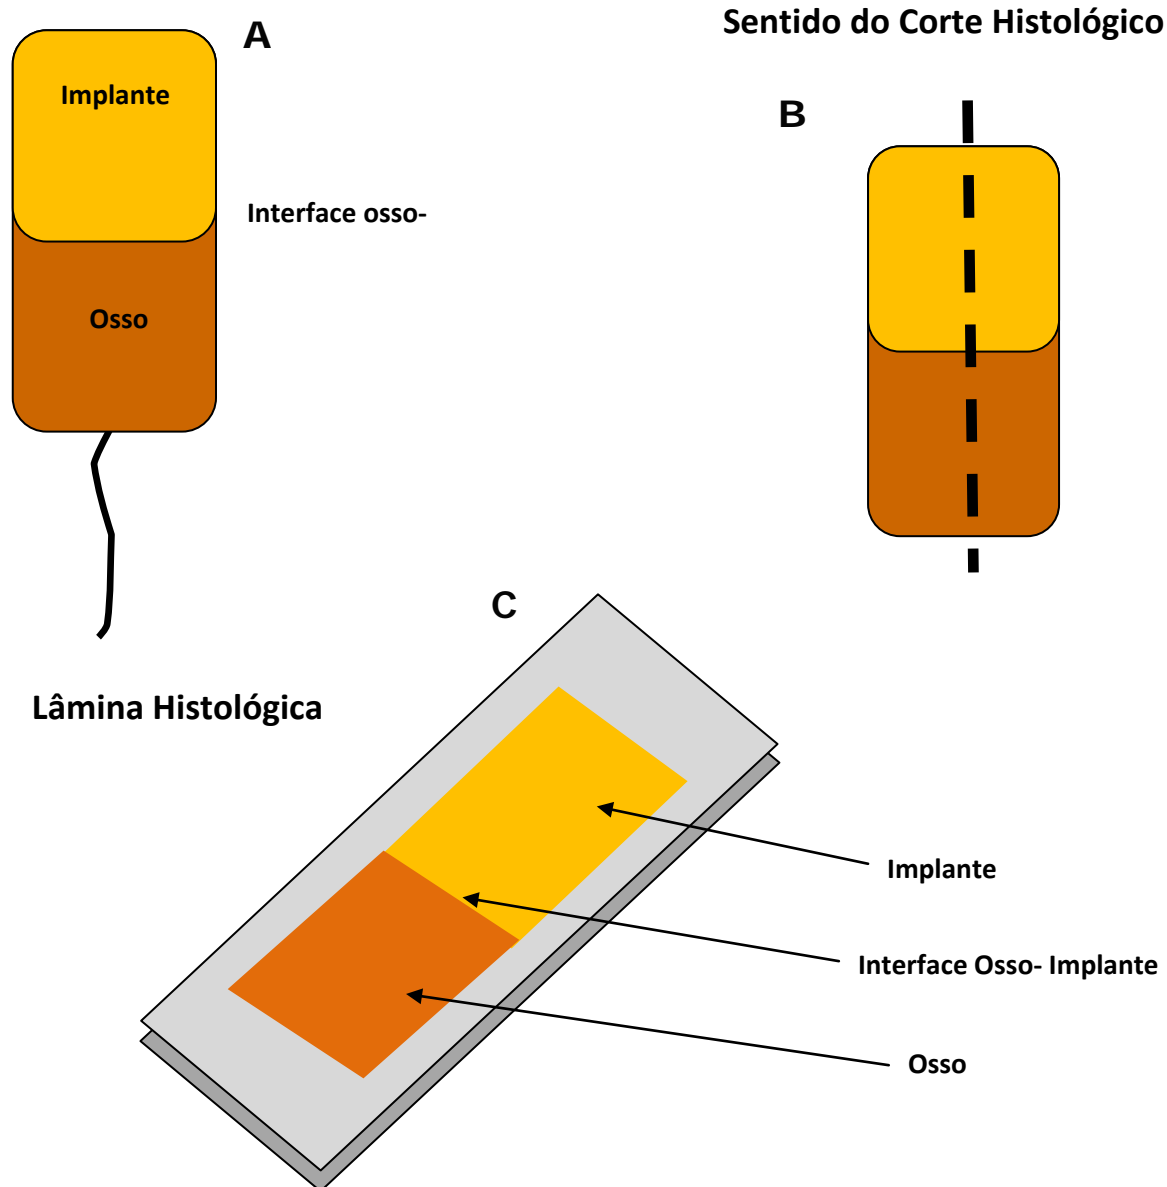 Sentido do Corte Histológico
A
Implante
B
Interface osso-
Osso
C
Lâmina Histológica
Implante
Interface Osso- Implante
Osso